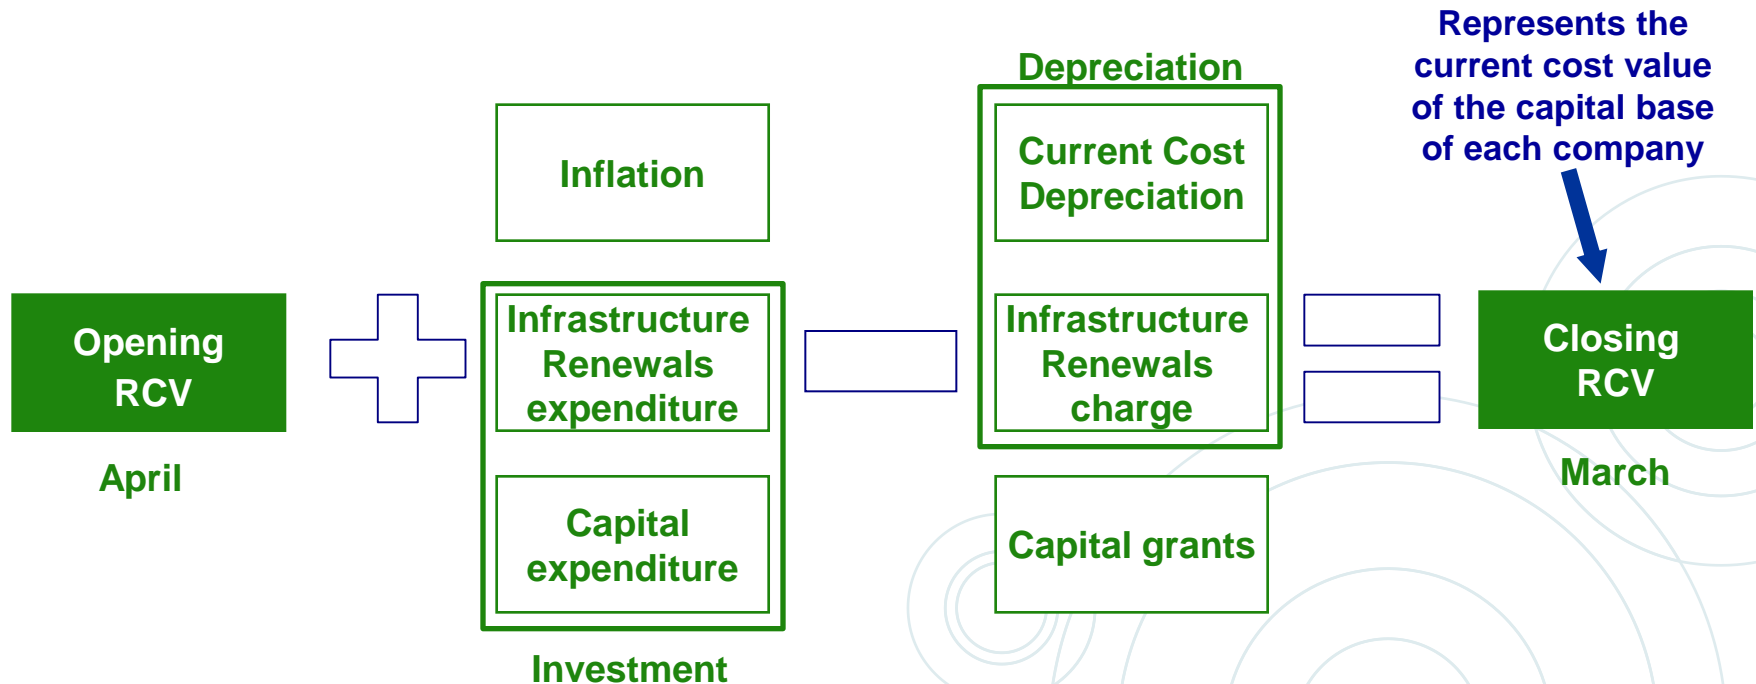 Represents the
current cost value
of the capital base
of each company
Depreciation
Inflation
Current Cost
Depreciation
Opening
RCV
April
Infrastructure
Renewals
expenditure
Infrastructure
Renewals
charge
Closing
RCV
March
Capital
expenditure
Capital grants
Investment